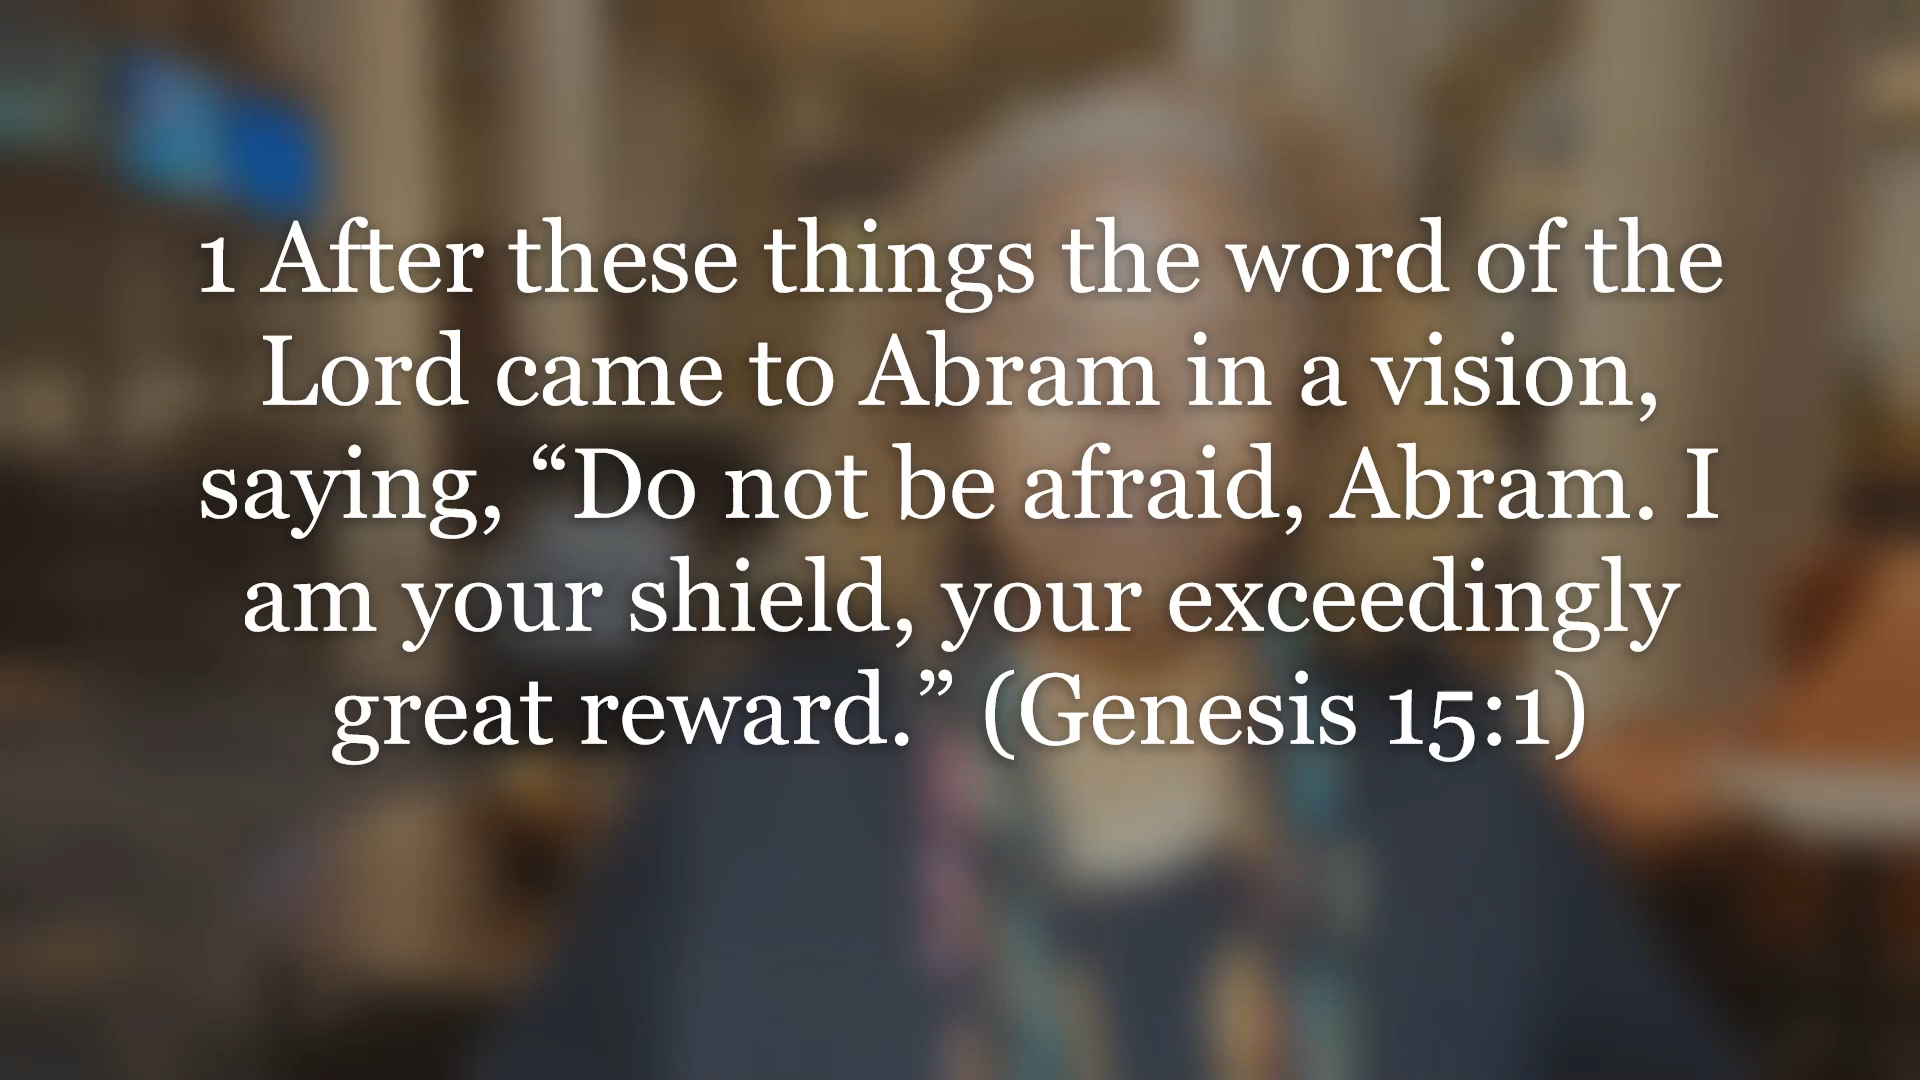 1 After these things the word of the
Lord came to Abram in a vision,
saying, “Do not be afraid, Abram. I
am your shield, your exceedingly
great reward.” (Genesis 15:1)